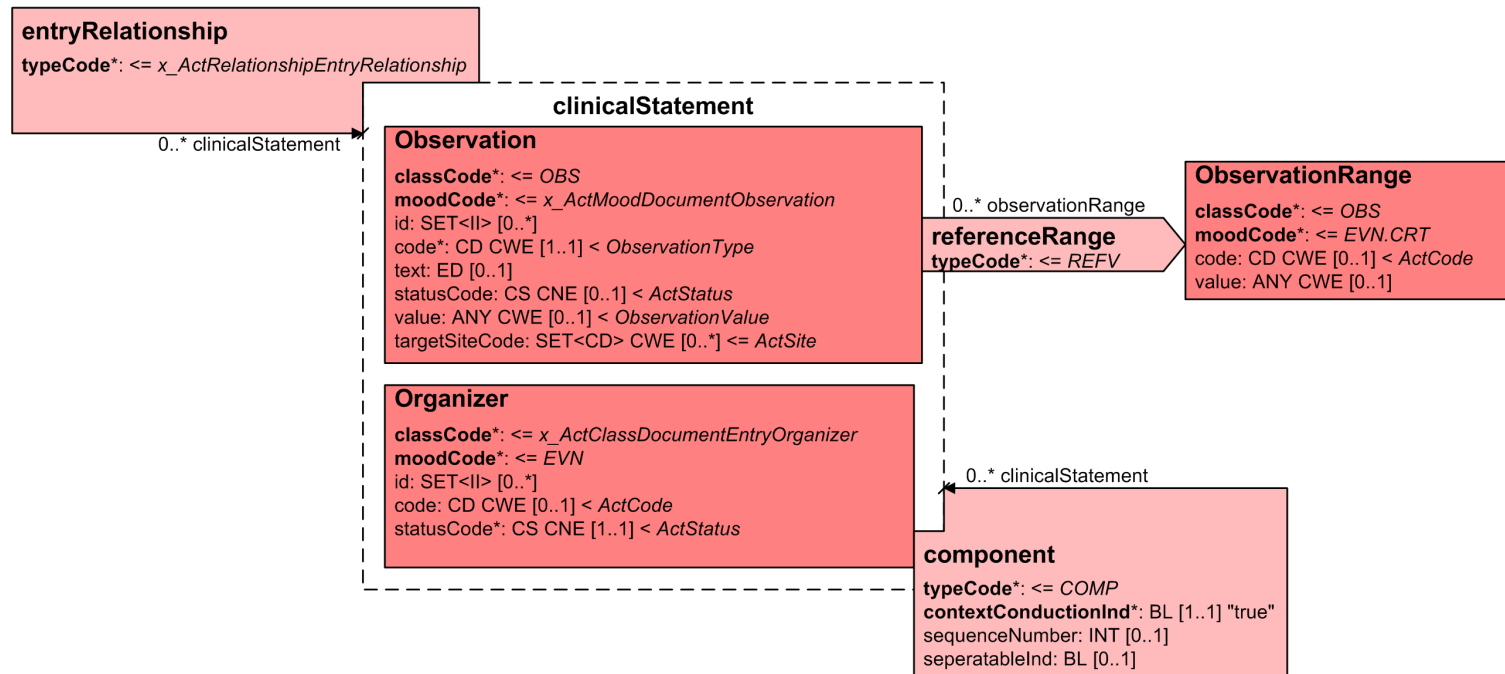 entryRelationship
typeCode*: <= x_ActRelationshipEntryRelationship
0..* clinicalStatement
clinicalStatement
Observation
classCode*: <= OBS
moodCode*: <= x_ActMoodDocumentObservation
id: SET<II> [0..*]
code*: CD CWE [1..1] < ObservationType
text: ED [0..1]
statusCode: CS CNE [0..1] < ActStatus
value: ANY CWE [0..1] < ObservationValue
targetSiteCode: SET<CD> CWE [0..*] <= ActSite
0..* observationRange
referenceRange
typeCode*: <= REFV
ObservationRange
classCode*: <= OBS
moodCode*: <= EVN.CRT
code: CD CWE [0..1] < ActCode
value: ANY CWE [0..1]
Organizer
classCode*: <= x_ActClassDocumentEntryOrganizer
moodCode*: <= EVN
id: SET<II> [0..*]
code: CD CWE [0..1] < ActCode
statusCode*: CS CNE [1..1] < ActStatus
0..* clinicalStatement
component
typeCode*: <= COMP
contextConductionInd*: BL [1..1] "true"
sequenceNumber: INT [0..1]
seperatableInd: BL [0..1]